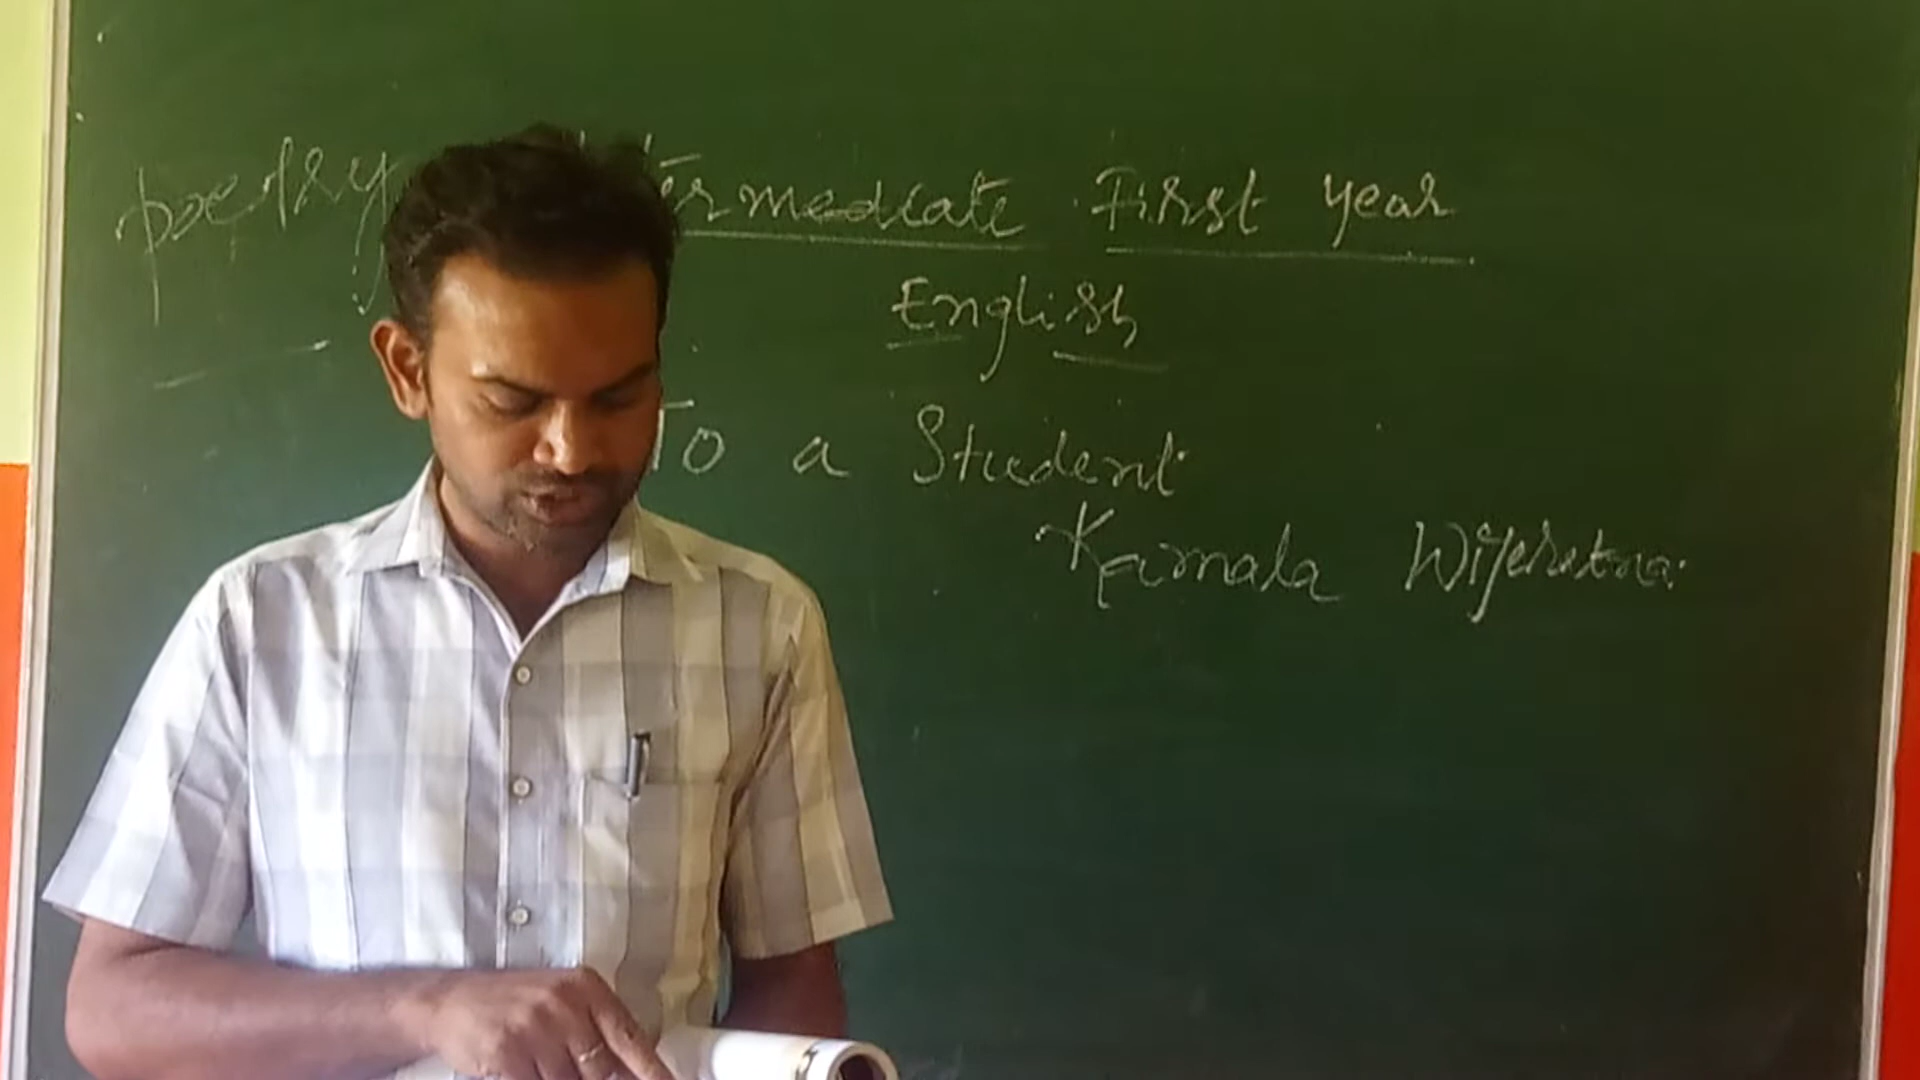 poetry Intermediate First year
English
To a Student
Kamala Wijeratna